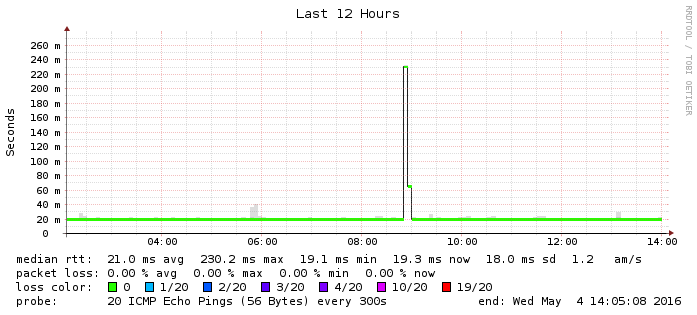 Last 12 Hours
RRDTOOL / TOBI OETIKER
Seconds
260 m
240 m
220 m
200 m
180 m
160 m
140 m
120 m
100 m
80 m
60 m
40 m
20 m
0
04:00 06:00 08:00 10:00 12:00 14:00
median rtt: 21.0 ms avg 230.2 ms max 19.1 ms min 19.3 ms now 18.0 ms sd 1.2 am/s
packet loss: 0.00 % avg 0.00 % max 0.00 % min 0.00 % now
loss color: 0 1/20 2/20 3/20 4/20 10/20 19/20
probe: 20 ICMP Echo Pings (56 Bytes) every 300s end: Wed May 4 14:05:08 2016